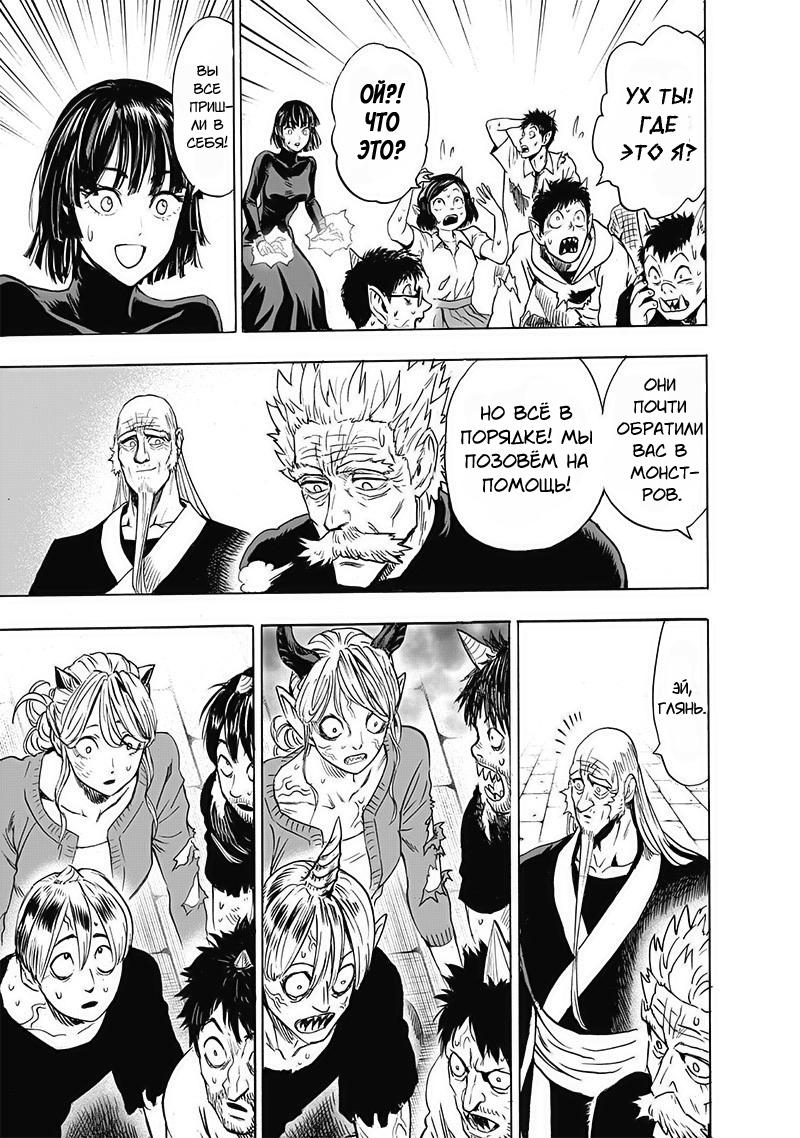 УХ ТЫ!
ГДЕ
ЭТО Я?
ОЙ?!
ЧТО
ЭТО?
ВЫ
ВСЕ
ПРИШ-
ЛИ В
СЕБЯ!
ОНИ
ПОЧТИ
ОБРАТИЛИ
ВАС В
МОНСТ-
РОВ.
НО ВСЁ В
ПОРЯДКЕ! МЫ
ПОЗОВЁМ НА
ПОМОЩЬ!
ЭЙ,
ГЛЯНЬ.